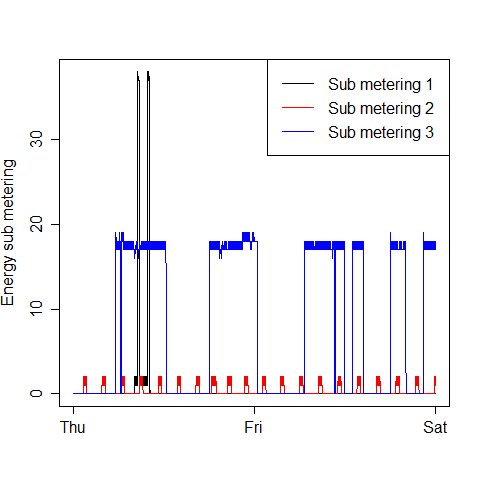 Sub metering 1
Sub metering 2
Sub metering 3
Energy sub metering
30
20
10
0
Thu Fri Sat